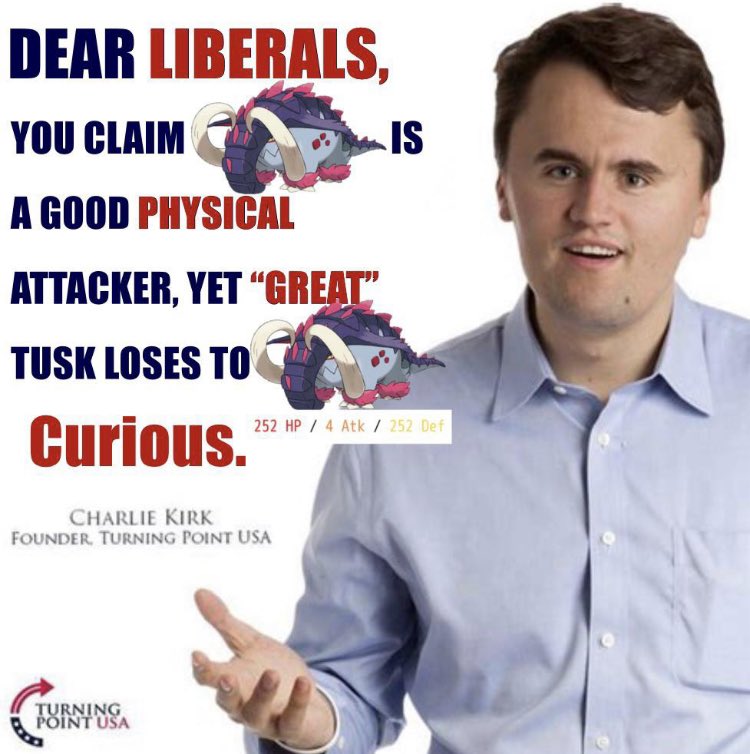 DEAR LIBERALS,
YOU CLAIM IS
A GOOD PHYSICAL
ATTACKER, YET “GREAT”
TUSK LOSES TO
252 HP / 4 Atk / 252 Def
Curious.
CHARLIE KIRK
FOUNDER, TURNING POINT USA
TURNING
POINT USA